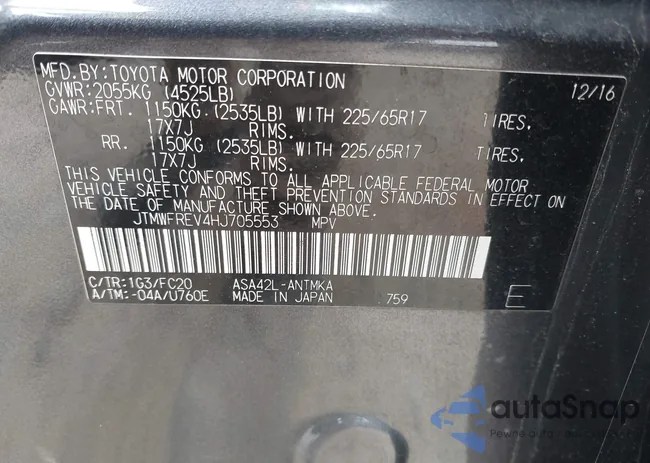 MFD. BY: TOYOTA MOTOR CORPORATION 12/16
GVWR: 2055KG (4525LB)
GAWR: FRT. 1150KG (2535LB) WITH 225/65R17 TIRES,
17X7J RIMS.
RR. 1150KG (2535LB) WITH 225/65R17 TIRES,
17X7J RIMS.
THIS VEHICLE CONFORMS TO ALL APPLICABLE FEDERAL MOTOR
VEHICLE SAFETY AND THEFT PREVENTION STANDARDS IN EFFECT ON
THE DATE OF MANUFACTURE SHOWN ABOVE.
JTMWFREV4HJ705553 MPV
C/TR: 1G3/FC20 ASA42L-ANTMKA
A/TM: -04A/U760E MADE IN JAPAN 759 E
autaSnap
Pewne auto